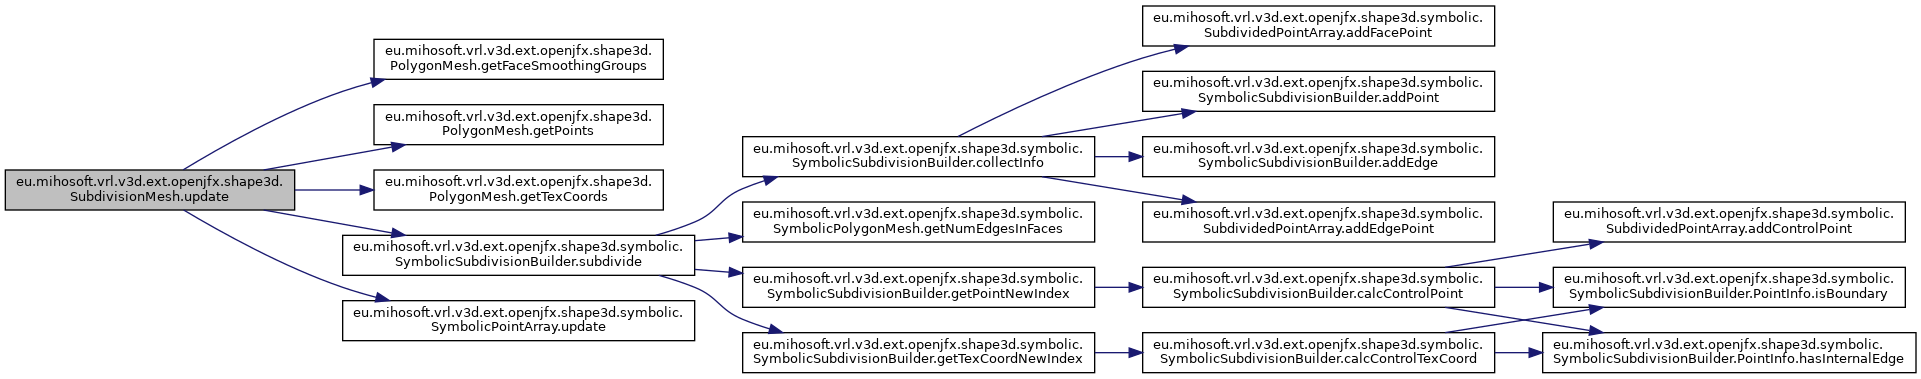 eu.mihosoft.vrl.v3d.ext.openjfx.shape3d.
SubdivisionMesh.update
eu.mihosoft.vrl.v3d.ext.openjfx.shape3d.
PolygonMesh.getFaceSmoothingGroups
eu.mihosoft.vrl.v3d.ext.openjfx.shape3d.
PolygonMesh.getPoints
eu.mihosoft.vrl.v3d.ext.openjfx.shape3d.
PolygonMesh.getTexCoords
eu.mihosoft.vrl.v3d.ext.openjfx.shape3d.symbolic.
SymbolicSubdivisionBuilder.subdivide
eu.mihosoft.vrl.v3d.ext.openjfx.shape3d.symbolic.
SymbolicPointArray.update
eu.mihosoft.vrl.v3d.ext.openjfx.shape3d.symbolic.
SymbolicSubdivisionBuilder.collectInfo
eu.mihosoft.vrl.v3d.ext.openjfx.shape3d.symbolic.
SymbolicPolygonMesh.getNumEdgesInFaces
eu.mihosoft.vrl.v3d.ext.openjfx.shape3d.symbolic.
SymbolicSubdivisionBuilder.getPointNewIndex
eu.mihosoft.vrl.v3d.ext.openjfx.shape3d.symbolic.
SymbolicSubdivisionBuilder.getTexCoordNewIndex
eu.mihosoft.vrl.v3d.ext.openjfx.shape3d.symbolic.
SubdividedPointArray.addFacePoint
eu.mihosoft.vrl.v3d.ext.openjfx.shape3d.symbolic.
SymbolicSubdivisionBuilder.addPoint
eu.mihosoft.vrl.v3d.ext.openjfx.shape3d.symbolic.
SymbolicSubdivisionBuilder.addEdge
eu.mihosoft.vrl.v3d.ext.openjfx.shape3d.symbolic.
SubdividedPointArray.addEdgePoint
eu.mihosoft.vrl.v3d.ext.openjfx.shape3d.symbolic.
SymbolicSubdivisionBuilder.calcControlPoint
eu.mihosoft.vrl.v3d.ext.openjfx.shape3d.symbolic.
SymbolicSubdivisionBuilder.calcControlTexCoord
eu.mihosoft.vrl.v3d.ext.openjfx.shape3d.symbolic.
SubdividedPointArray.addControlPoint
eu.mihosoft.vrl.v3d.ext.openjfx.shape3d.symbolic.
SymbolicSubdivisionBuilder.PointInfo.isBoundary
eu.mihosoft.vrl.v3d.ext.openjfx.shape3d.symbolic.
SymbolicSubdivisionBuilder.PointInfo.hasInternalEdge